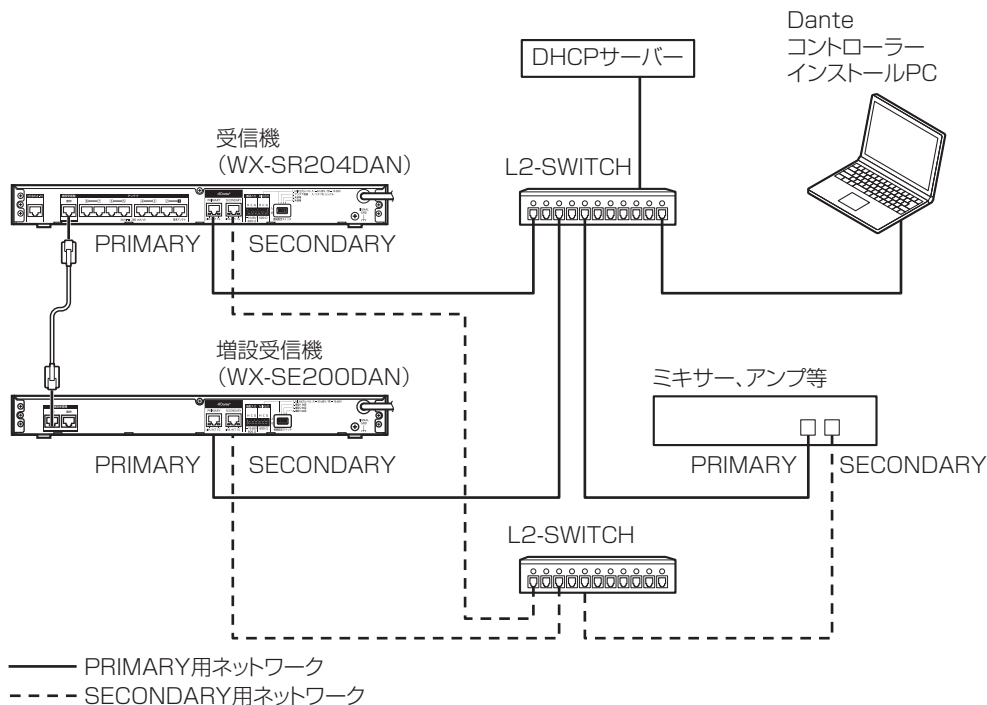 Dante
コントローラー
インストールPC
DHCPサーバー
受信機
(WX-SR204DAN)
L2-SWITCH
PRIMARY
SECONDARY
増設受信機
(WX-SE200DAN)
ミキサー、アンプ等
PRIMARY
SECONDARY
PRIMARY
SECONDARY
L2-SWITCH
PRIMARY用ネットワーク
SECONDARY用ネットワーク